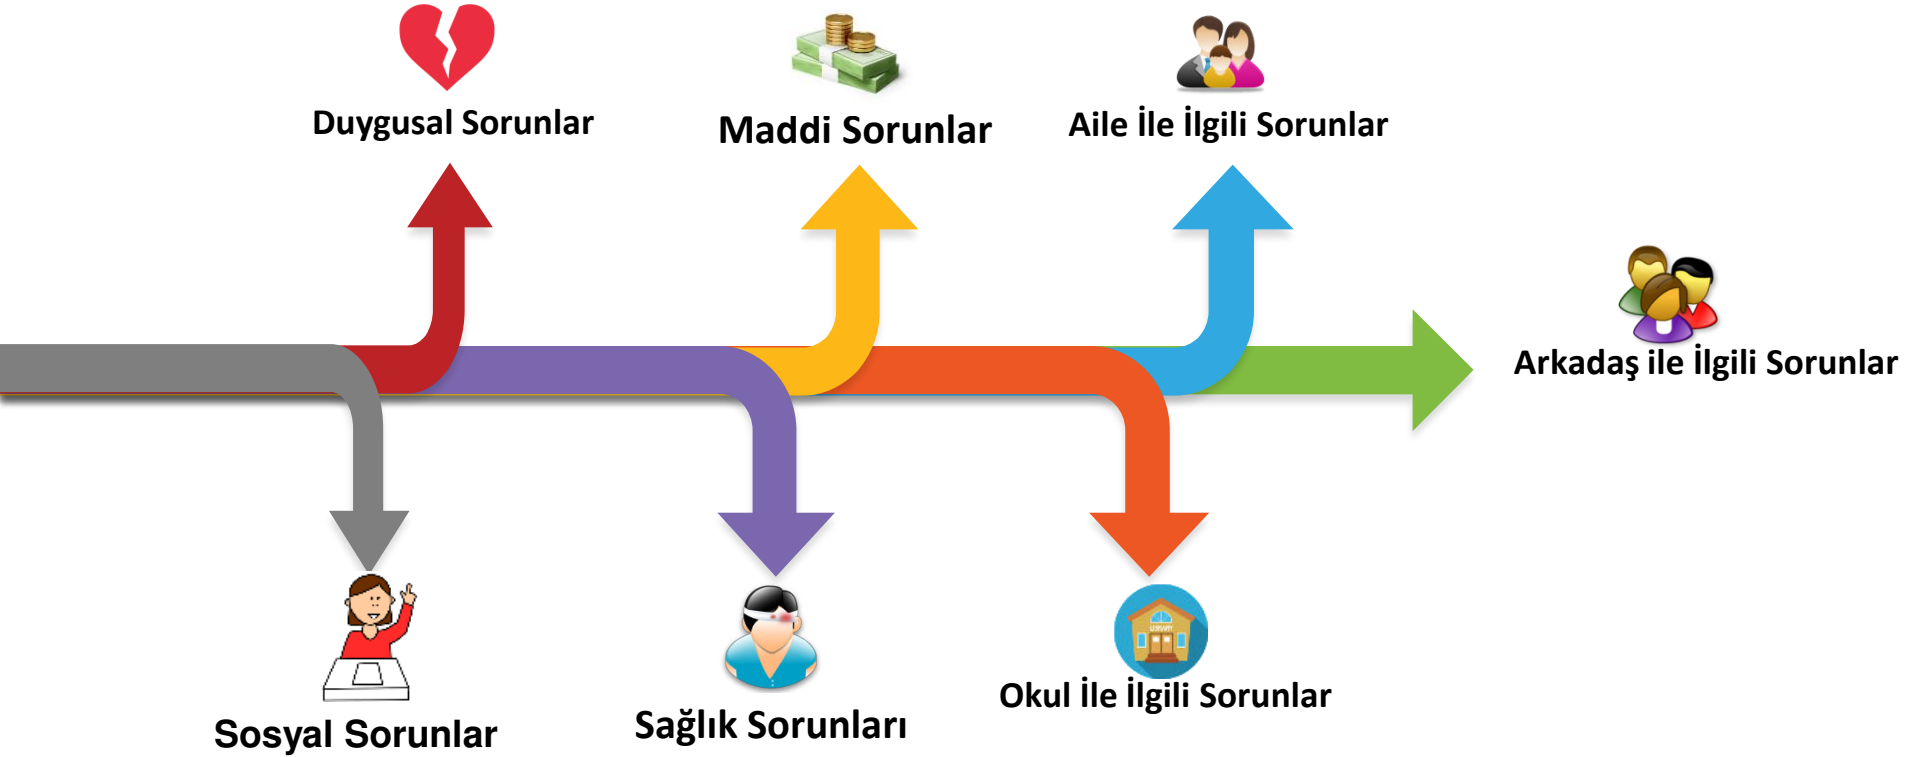 Duygusal Sorunlar
Maddi Sorunlar
Aile İle İlgili Sorunlar
Arkadaş ile İlgili Sorunlar
Sosyal Sorunlar
Sağlık Sorunları
LIBRARY
Okul İle İlgili Sorunlar